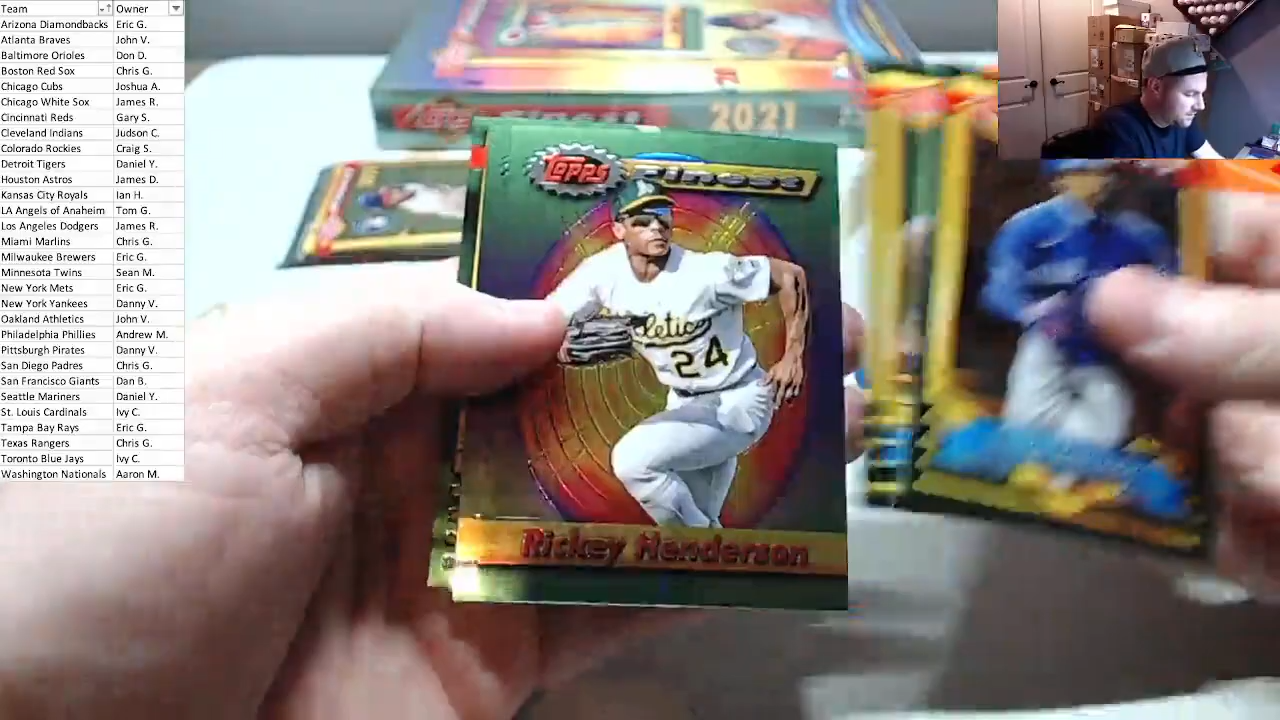 Team Owner
Arizona Diamondbacks Eric G.
Atlanta Braves John V.
Baltimore Orioles Don D.
Boston Red Sox Chris G.
Chicago Cubs Joshua A.
Chicago White Sox James R.
Cincinnati Reds Gary S.
Cleveland Indians Judson C.
Colorado Rockies Craig S.
Detroit Tigers Daniel Y.
Houston Astros James D.
Kansas City Royals Ian H.
LA Angels of Anaheim Tom G.
Los Angeles Dodgers James R.
Miami Marlins Chris G.
Milwaukee Brewers Eric G.
Minnesota Twins Sean M.
New York Mets Eric G.
New York Yankees Danny V.
Oakland Athletics John V.
Philadelphia Phillies Andrew M.
Pittsburgh Pirates Danny V.
San Diego Padres Chris G.
San Francisco Giants Dan B.
Seattle Mariners Daniel Y.
St. Louis Cardinals Ivy C.
Tampa Bay Rays Eric G.
Texas Rangers Chris G.
Toronto Blue Jays Ivy C.
Washington Nationals Aaron M.
2021
Topps Finest
24
Rickey Henderson